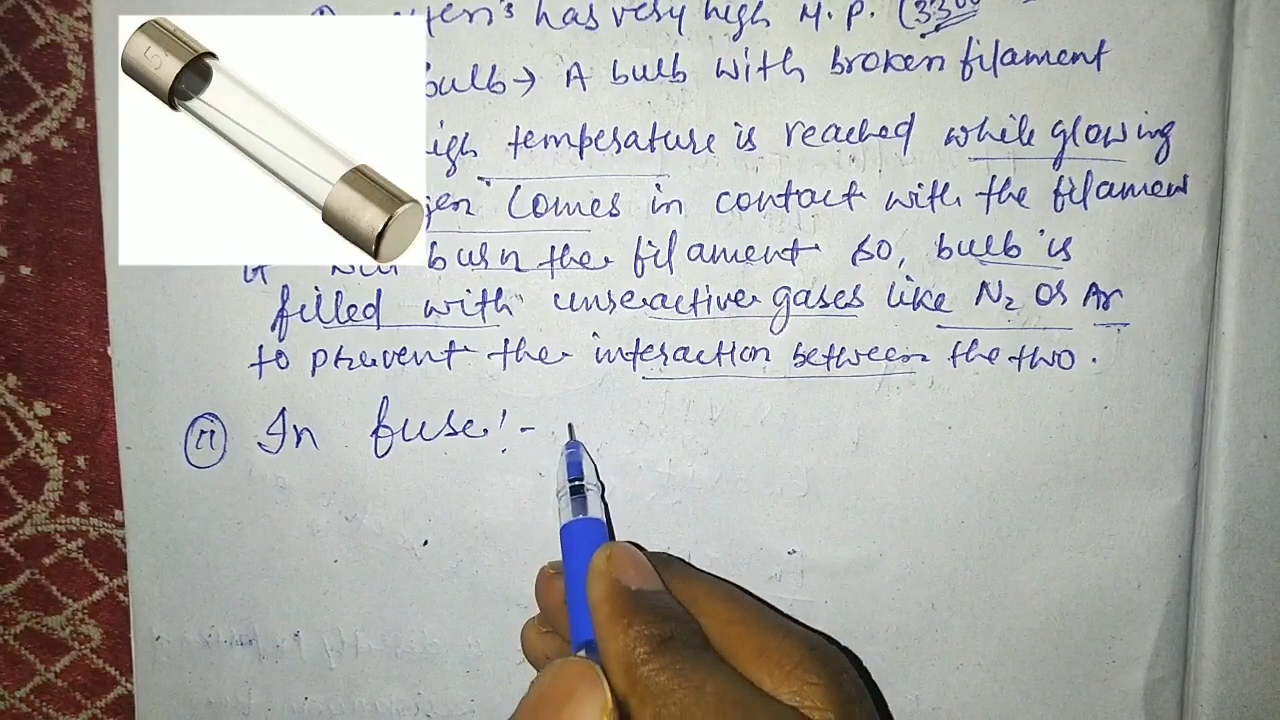 has very high M.P. (3300
bulb → A bulb with broken filament
temperature is reached while glowing
comes in contact with the filamen
burn the filament so, bulb is
filled with unreactive gases like N₂ or Ar
to prevent the interaction between the two.
(ii) In fuse:-
5